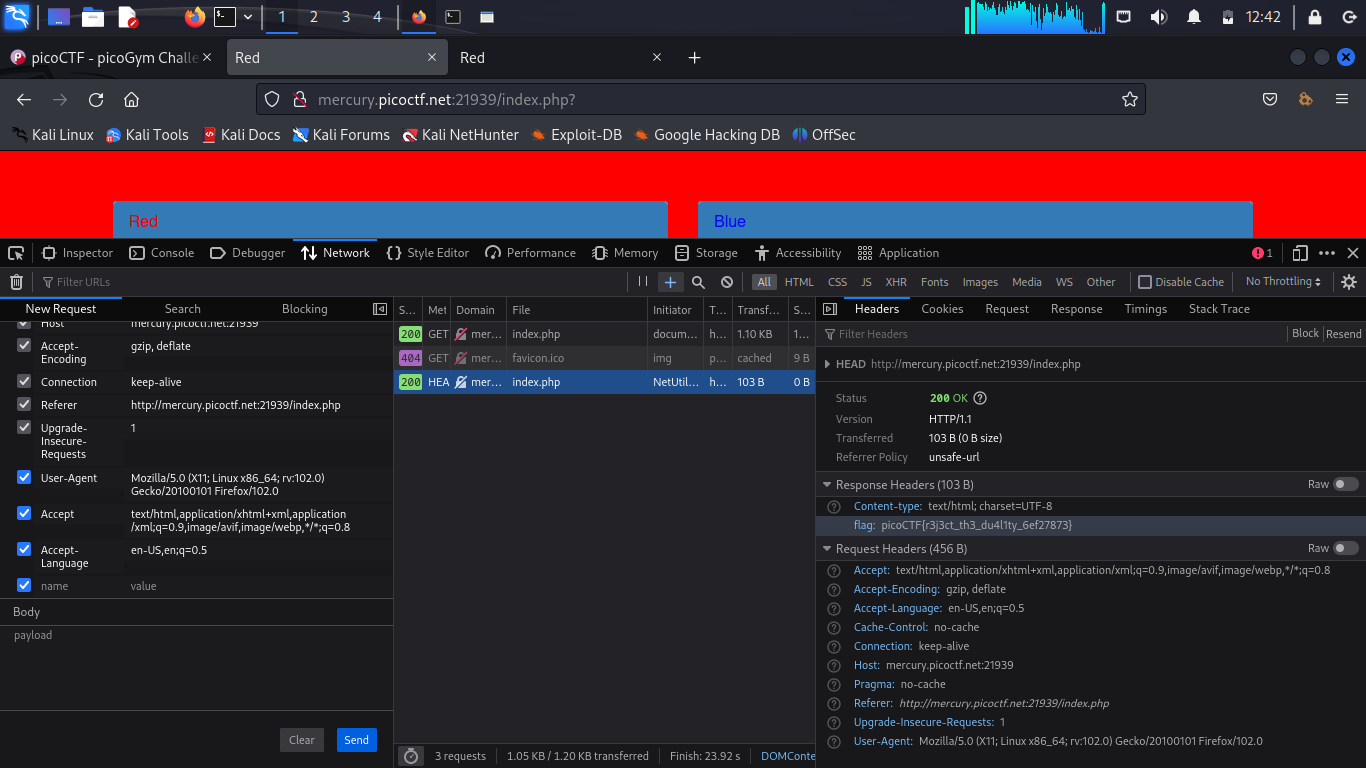 1 2 3 4 12:42
picoCTF - picoGym Challe Red Red
mercury.picoctf.net:21939/index.php?
Kali Linux Kali Tools Kali Docs Kali Forums Kali NetHunter Exploit-DB Google Hacking DB OffSec
Red Blue
Inspector Console Debugger Network Style Editor Performance Memory Storage Accessibility Application 1
Filter URLs All HTML CSS JS XHR Fonts Images Media WS Other Disable Cache No Throttling
New Request Search Blocking
Host mercury.picoctf.net:21939
Accept-
Encoding gzip, deflate
Connection keep-alive
Referer http://mercury.picoctf.net:21939/index.php
Upgrade-
Insecure-
Requests 1
User-Agent Mozilla/5.0 (X11; Linux x86_64; rv:102.0)
Gecko/20100101 Firefox/102.0
Accept text/html,application/xhtml+xml,application
/xml;q=0.9,image/avif,image/webp,*/*;q=0.8
Accept-
Language en-US,en;q=0.5
name value
Body
payload
Clear Send
S... Met Domain File Initiator T... Transf... S...
200 GET mer... index.php docum... h... 1.10 KB 1...
404 GET mer... favicon.ico img p... cached 9 B
200 HEA mer... index.php NetUtil... h... 103 B 0 B
3 requests 1.05 KB / 1.20 KB transferred Finish: 23.92 s DOMConte
Headers Cookies Request Response Timings Stack Trace
Filter Headers Block Resend
HEAD http://mercury.picoctf.net:21939/index.php
Status 200 OK
Version HTTP/1.1
Transferred 103 B (0 B size)
Referrer Policy unsafe-url
Response Headers (103 B) Raw
Content-type: text/html; charset=UTF-8
flag: picoCTF{r3j3ct_th3_du4l1ty_6ef27873}
Request Headers (456 B) Raw
Accept: text/html,application/xhtml+xml,application/xml;q=0.9,image/avif,image/webp,*/*;q=0.8
Accept-Encoding: gzip, deflate
Accept-Language: en-US,en;q=0.5
Cache-Control: no-cache
Connection: keep-alive
Host: mercury.picoctf.net:21939
Pragma: no-cache
Referer: http://mercury.picoctf.net:21939/index.php
Upgrade-Insecure-Requests: 1
User-Agent: Mozilla/5.0 (X11; Linux x86_64; rv:102.0) Gecko/20100101 Firefox/102.0